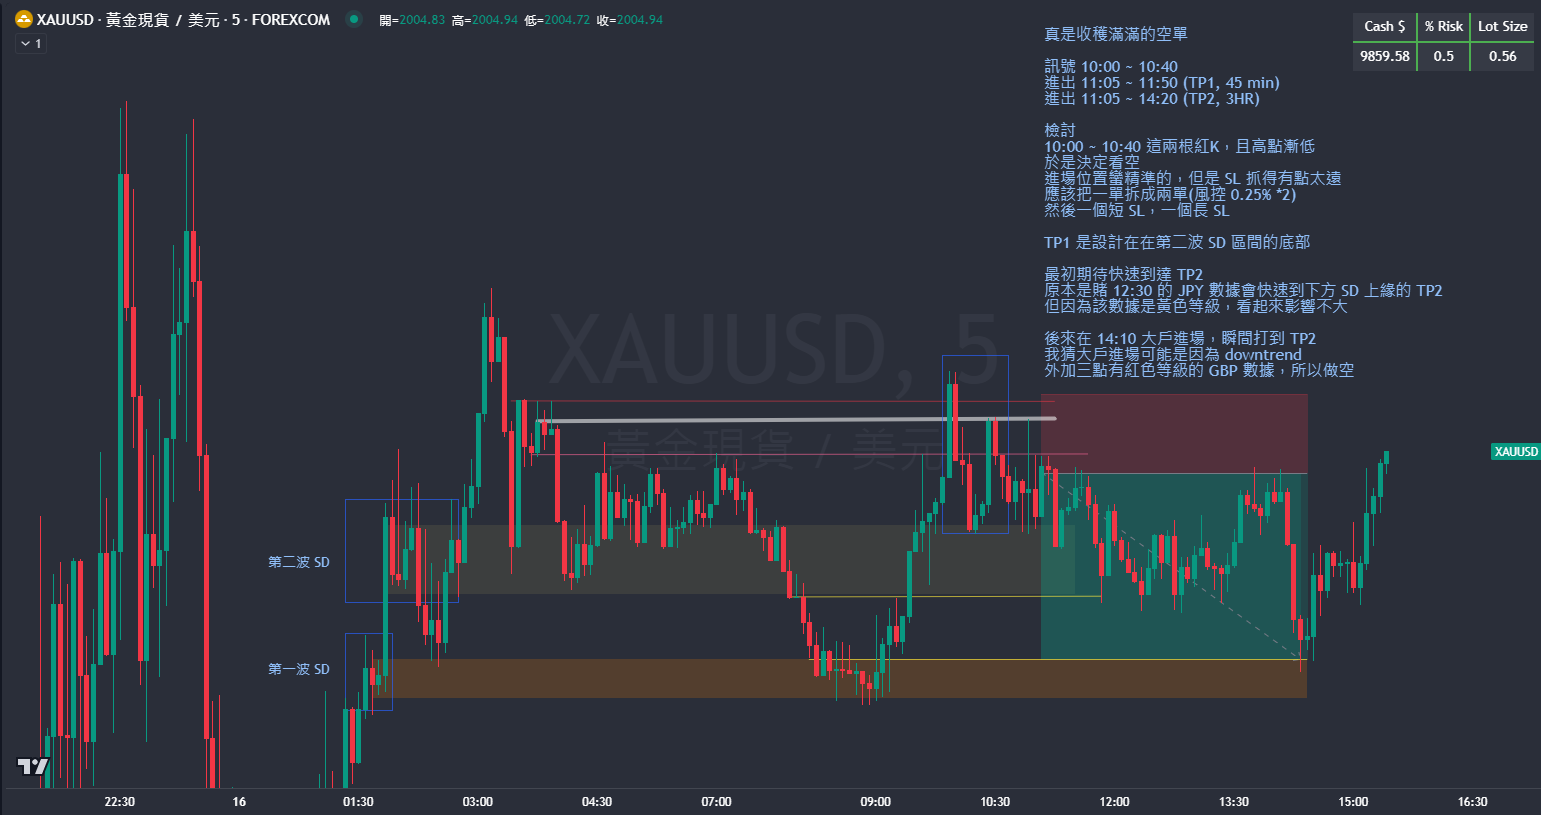 XAUUSD · 黃金現貨 / 美元 · 5 · FOREXCOM 開=2004.83 高=2004.94 低=2004.72 收=2004.94
1
Cash $ % Risk Lot Size
9859.58 0.5 0.56
真是收穫滿滿的空單
訊號 10:00 ~ 10:40
進出 11:05 ~ 11:50 (TP1, 45 min)
進出 11:05 ~ 14:20 (TP2, 3HR)
檢討
10:00 ~ 10:40 這兩根紅K，且高點漸低
於是決定看空
進場位置蠻精準的，但是 SL 抓得有點太遠
應該把一單拆成兩單(風控 0.25% *2)
然後一個短 SL，一個長 SL
TP1 是設計在在第二波 SD 區間的底部
最初期待快速到達 TP2
原本是賭 12:30 的 JPY 數據會快速到下方 SD 上緣的 TP2
但因為該數據是黃色等級，看起來影響不大
後來在 14:10 大戶進場，瞬間打到 TP2
我猜大戶進場可能是因為 downtrend
外加三點有紅色等級的 GBP 數據，所以做空
XAUUSD, 5
黃金現貨 / 美元
XAUUSD
第二波 SD
第一波 SD
22:30 16 01:30 03:00 04:30 07:00 09:00 10:30 12:00 13:30 15:00 16:30